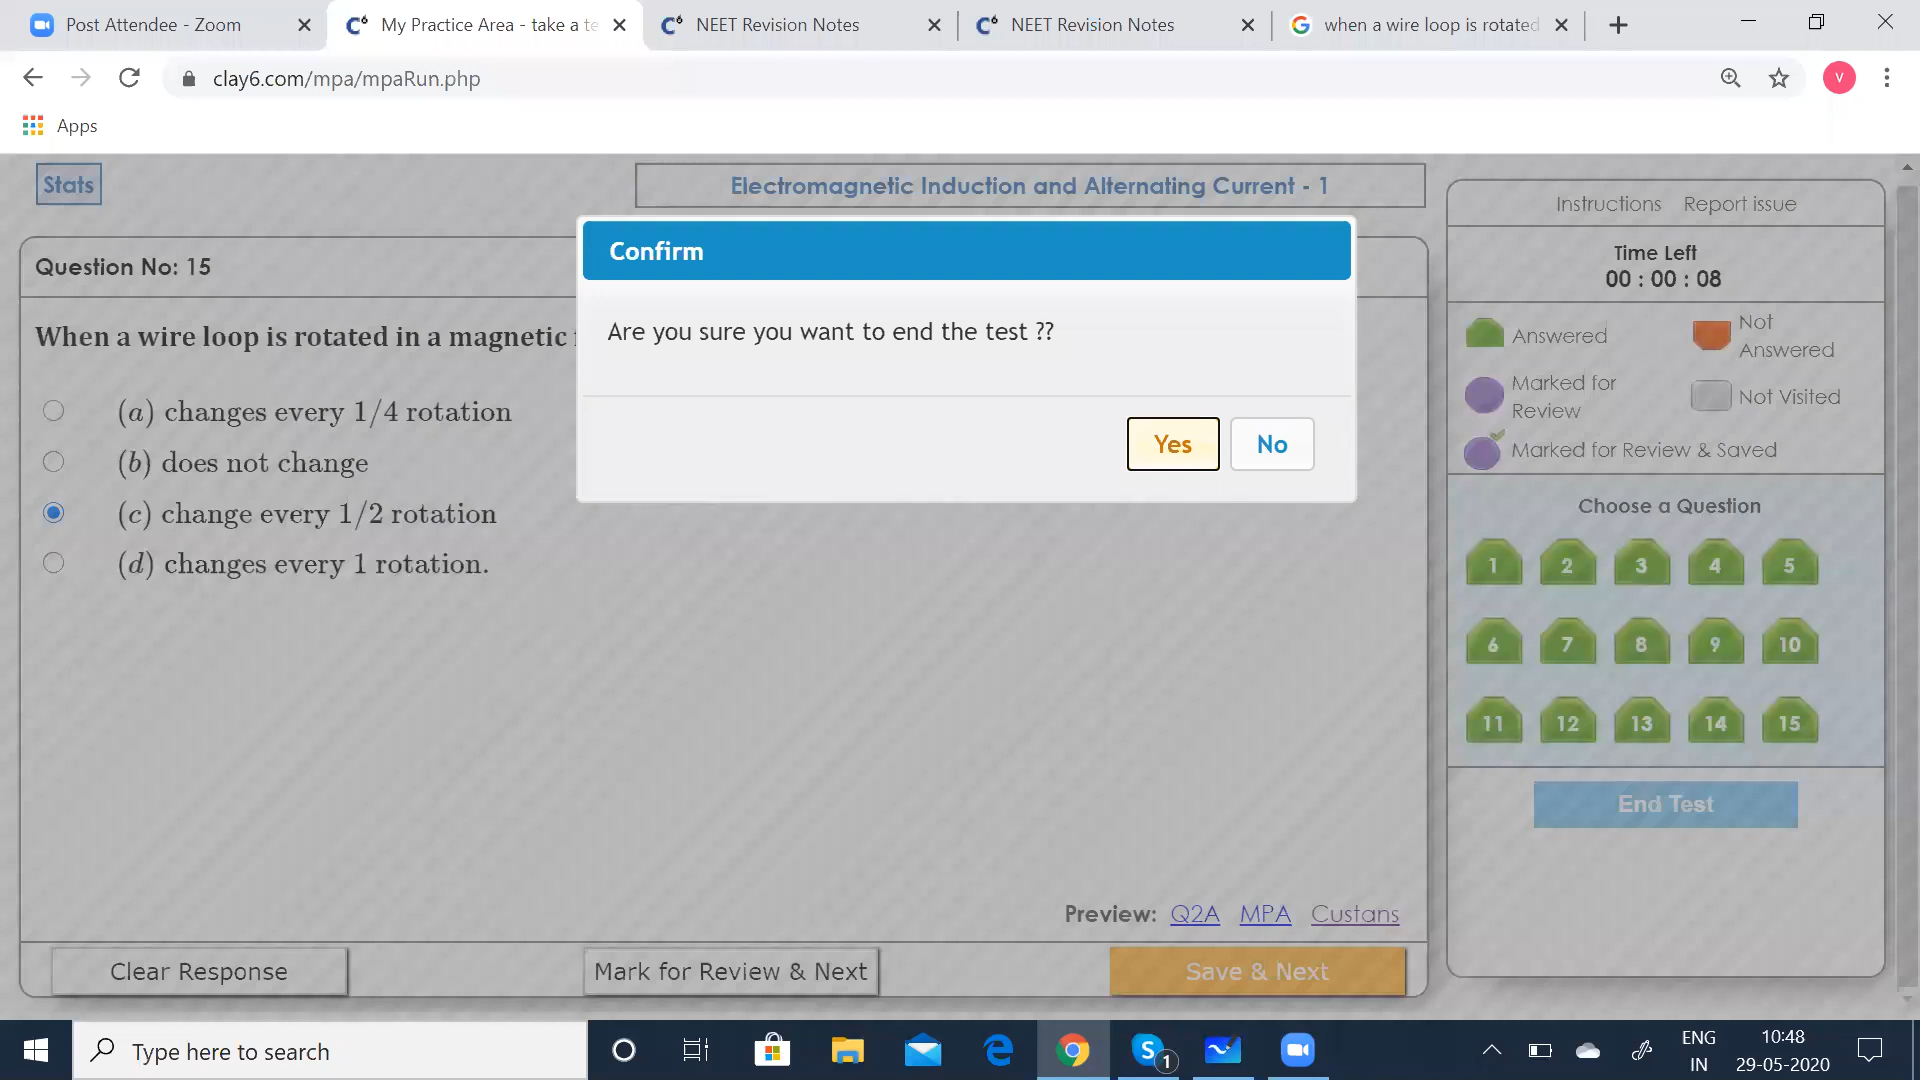 Post Attendee - Zoom
My Practice Area - take a te
NEET Revision Notes
NEET Revision Notes
when a wire loop is rotated
clay6.com/mpa/mpaRun.php
V
Apps
Stats
Electromagnetic Induction and Alternating Current - 1
Instructions Report issue
Confirm
Time Left
00 : 00 : 08
Question No: 15
Are you sure you want to end the test ??
When a wire loop is rotated in a magnetic
Answered
Not Answered
Marked for Review
Not Visited
Marked for Review & Saved
(a) changes every 1/4 rotation
(b) does not change
(c) change every 1/2 rotation
(d) changes every 1 rotation.
Yes No
Choose a Question
1 2 3 4 5
6 7 8 9 10
11 12 13 14 15
End Test
Preview: Q2A MPA Custans
Clear Response
Mark for Review & Next
Save & Next
Type here to search
S 1
ENG
IN
10:48
29-05-2020